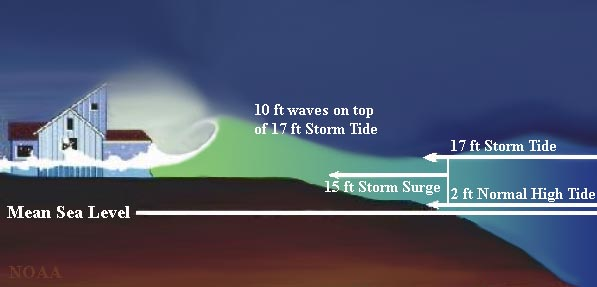 10 ft waves on top
of 17 ft Storm Tide
17 ft Storm Tide
15 ft Storm Surge
2 ft Normal High Tide
Mean Sea Level
NOAA